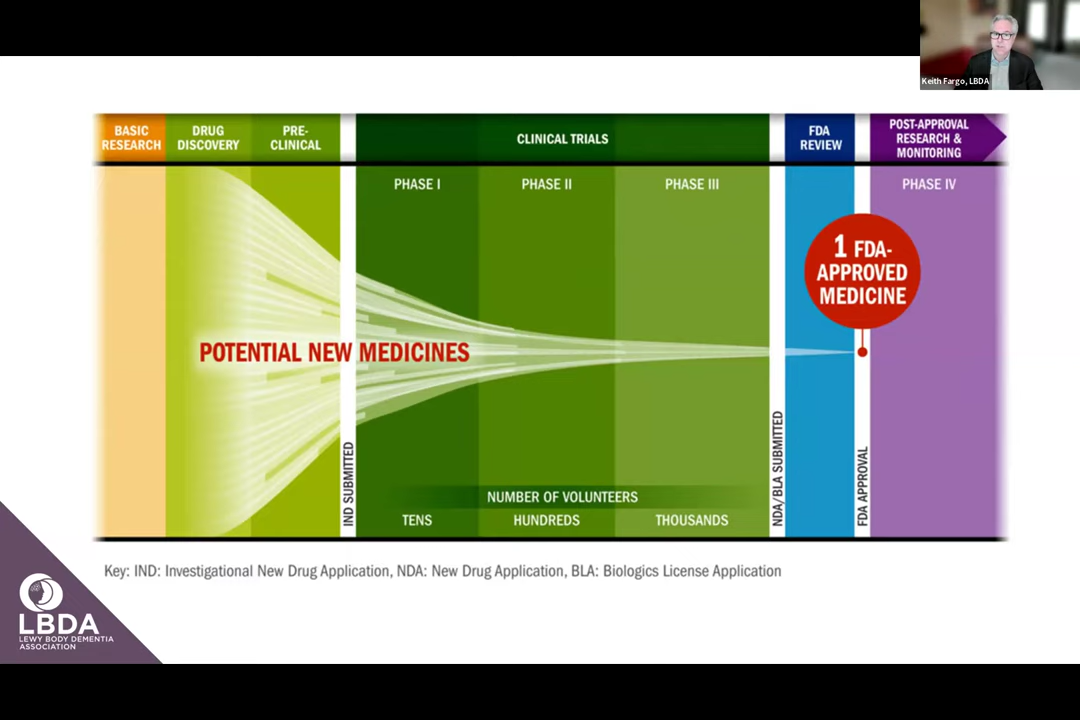 Keith Fargo, LBDA
BASIC
RESEARCH
DRUG
DISCOVERY
PRE-
CLINICAL
CLINICAL TRIALS
FDA
REVIEW
POST-APPROVAL
RESEARCH &
MONITORING
PHASE I
PHASE II
PHASE III
PHASE IV
1 FDA-
APPROVED
MEDICINE
POTENTIAL NEW MEDICINES
IND SUBMITTED
NDA/BLA SUBMITTED
FDA APPROVAL
NUMBER OF VOLUNTEERS
TENS
HUNDREDS
THOUSANDS
Key: IND: Investigational New Drug Application, NDA: New Drug Application, BLA: Biologics License Application
LBDA
LEWY BODY DEMENTIA
ASSOCIATION